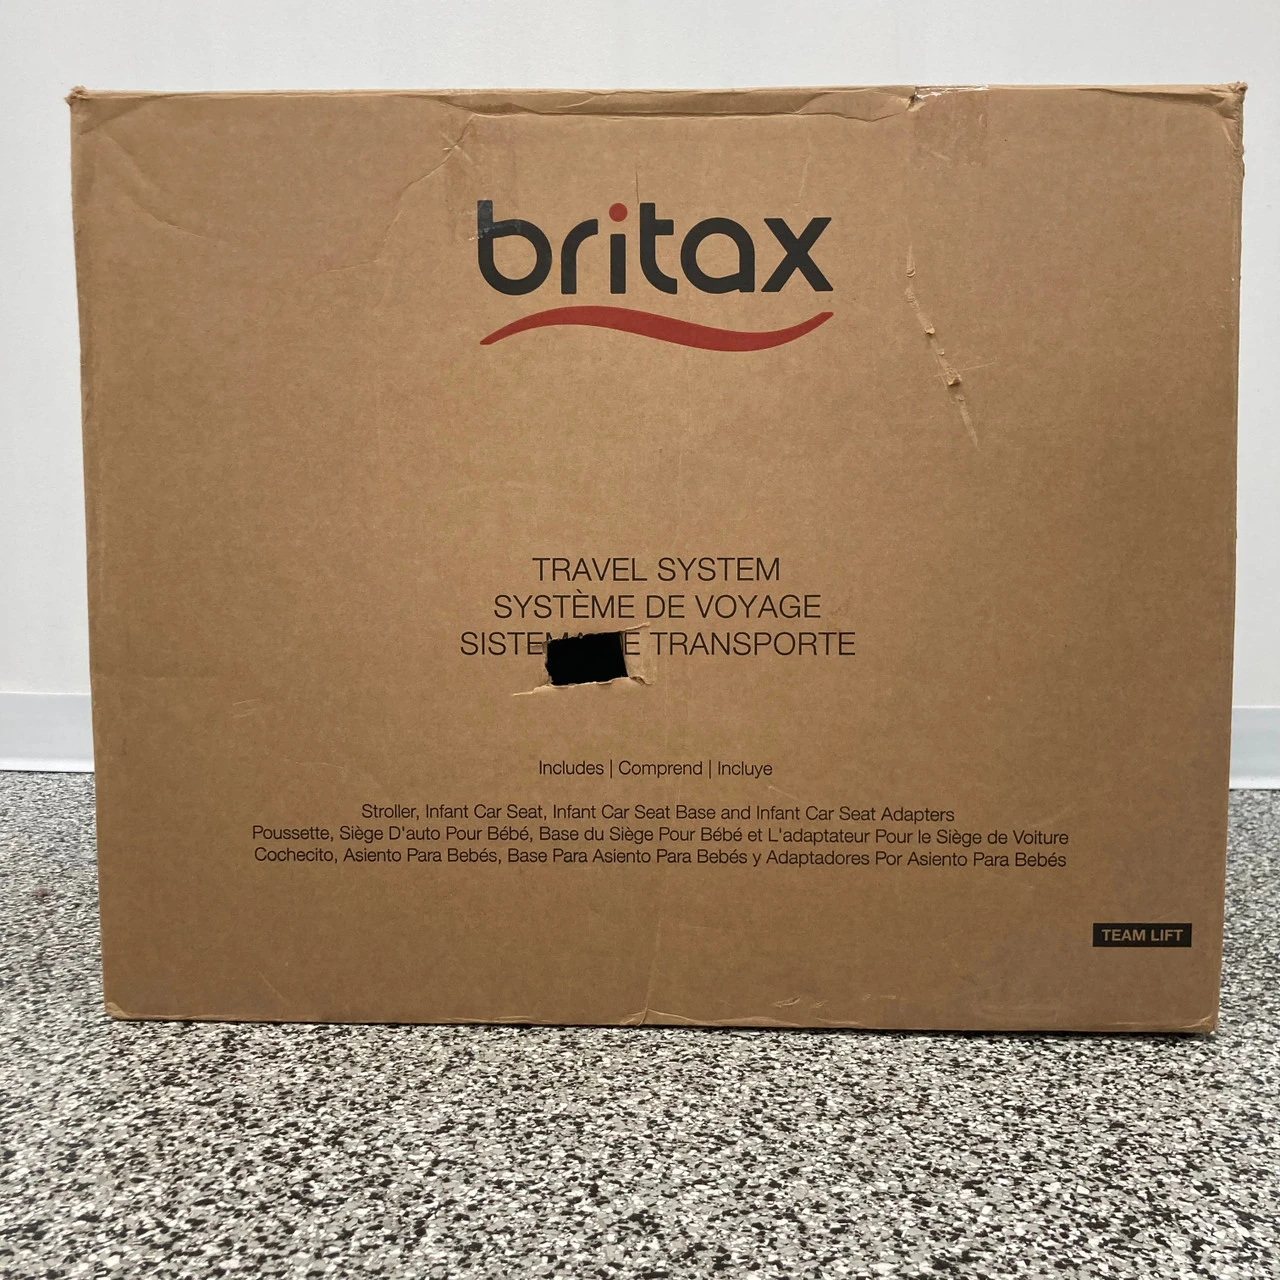 britax
TRAVEL SYSTEM
SYSTÈME DE VOYAGE
TRANSPORTE
Includes | Comprend | Incluye
Stroller, Infant Car Seat, Infant Car Seat Base and Infant Car Seat Adapters
Poussette, Siège D'auto Pour Bébé, Base du Siège Pour Bébé et L'adaptateur Pour le Siège de Voiture
Cochecito, Asiento Para Bebés, Base Para Asiento Para Bebés y Adaptadores Por Asiento Para Bebés
TEAM LIFT